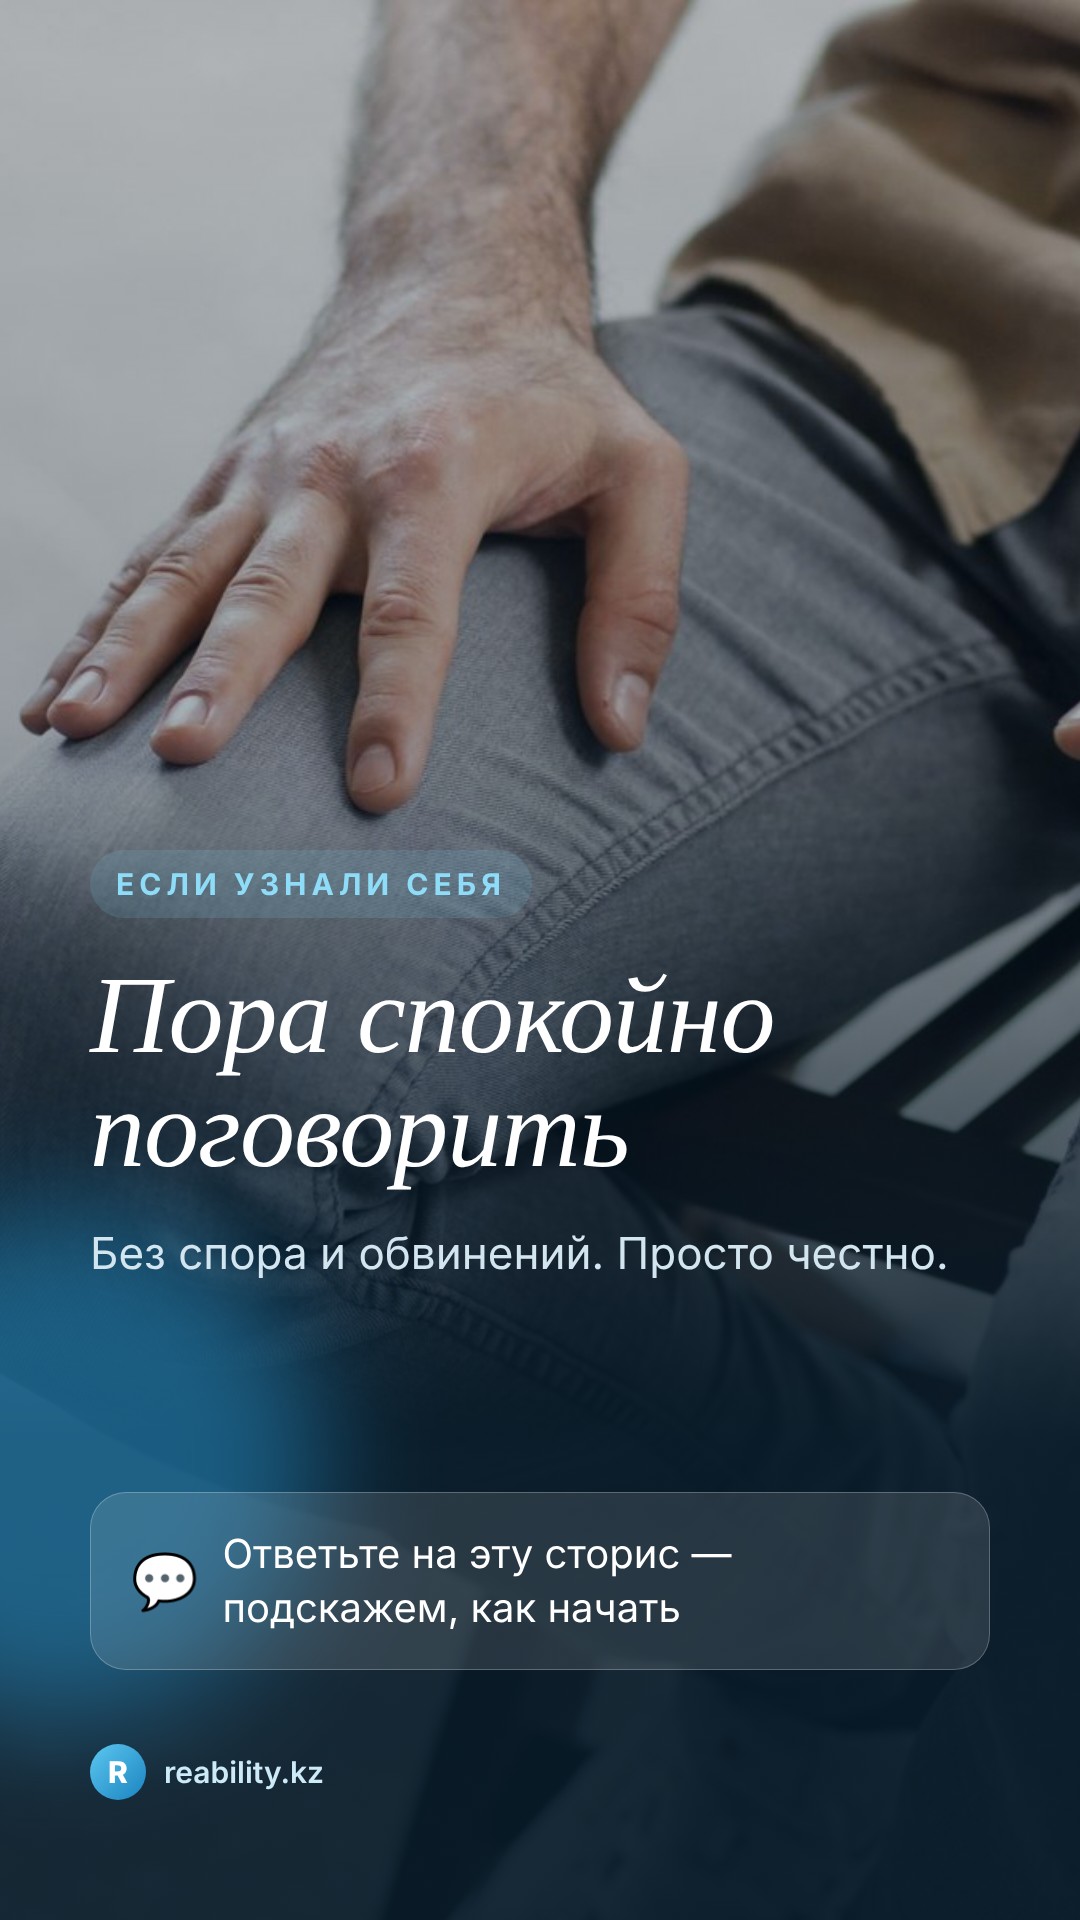 ЕСЛИ УЗНАЛИ СЕБЯ
Пора спокойно
поговорить
Без спора и обвинений. Просто честно.
💬 Ответьте на эту сторис —
подскажем, как начать
R reability.kz